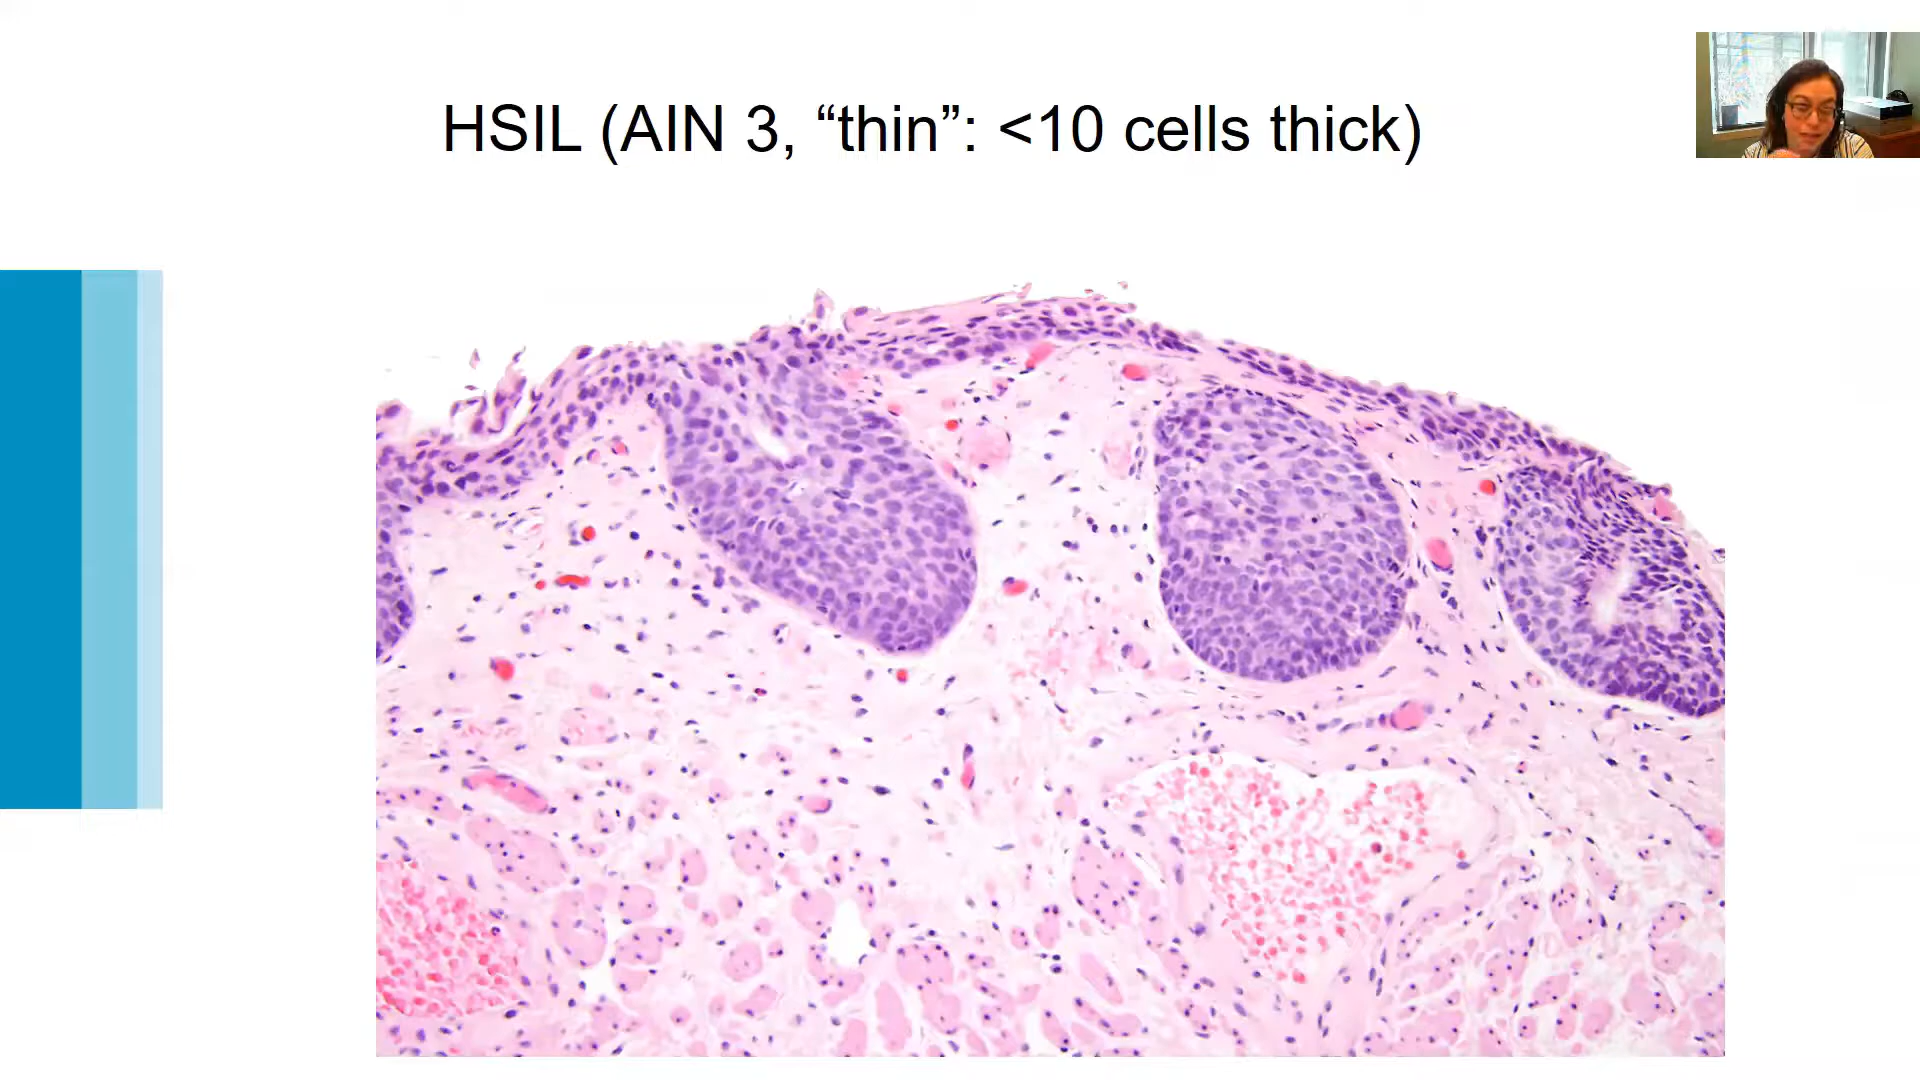 HSIL (AIN 3, “thin”: <10 cells thick)